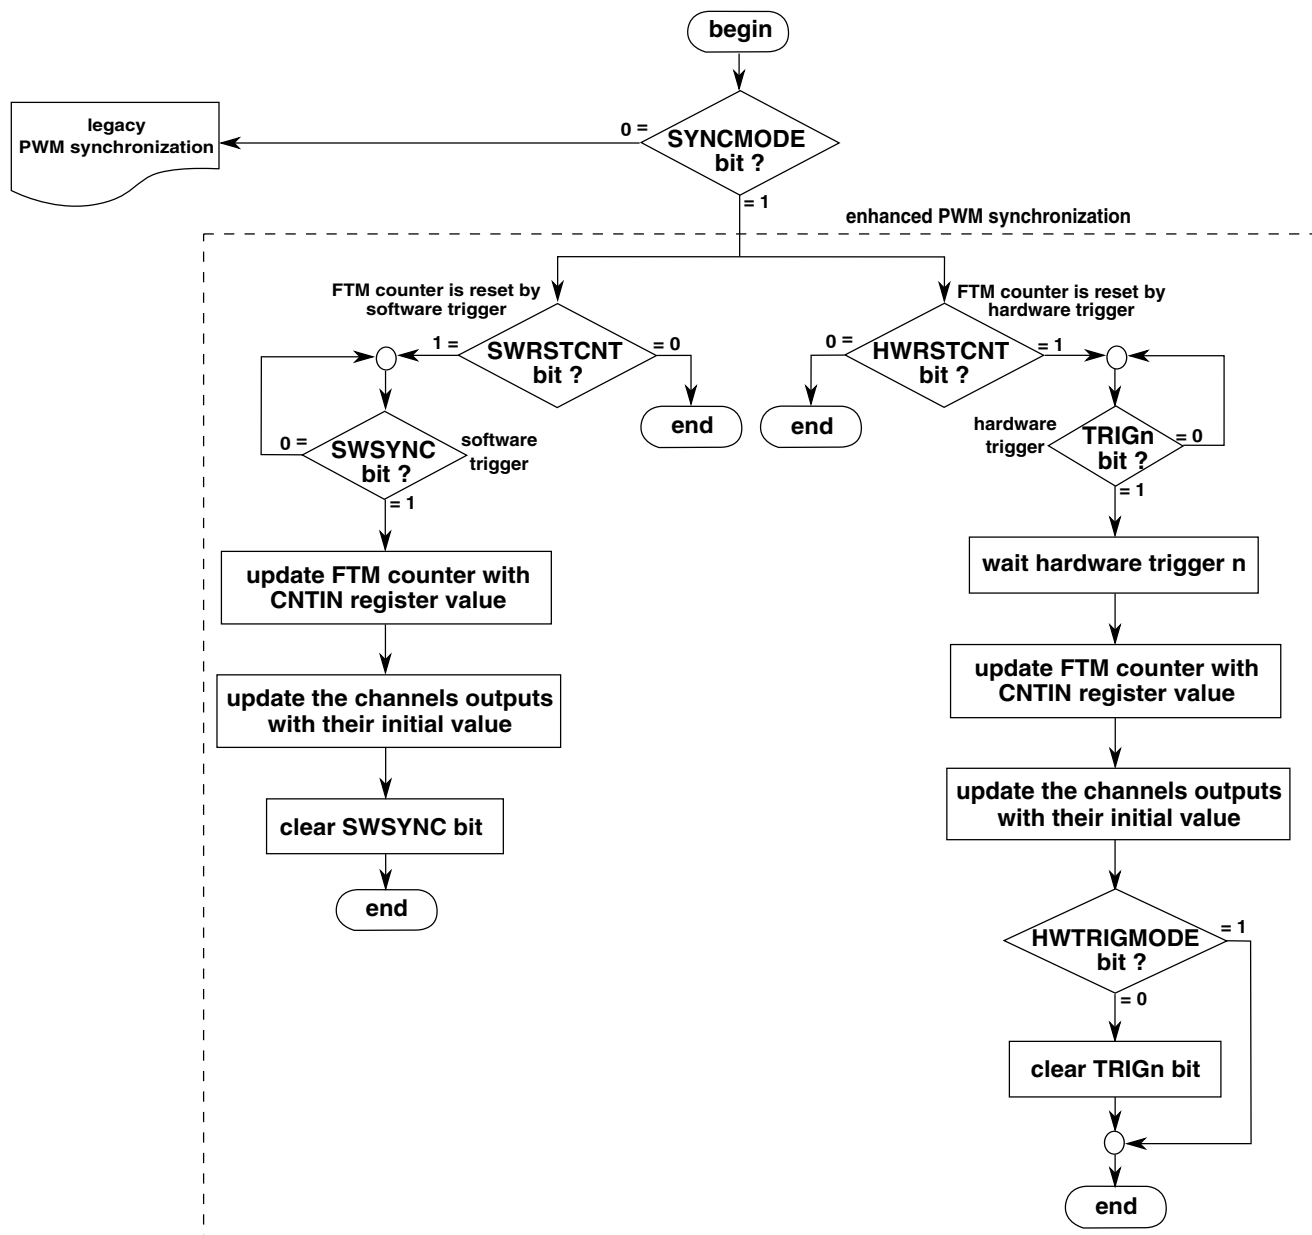 begin
legacy
PWM synchronization
0 =
SYNCMODE
bit ?
= 1
enhanced PWM synchronization
FTM counter is reset by
software trigger
FTM counter is reset by
hardware trigger
1 =
SWRSTCNT
bit ?
= 0
0 =
HWRSTCNT
bit ?
= 1
end
end
0 =
SWSYNC
bit ?
software
trigger
= 1
hardware
trigger
TRIGn
bit ?
= 0
= 1
update FTM counter with
CNTIN register value
wait hardware trigger n
update the channels outputs
with their initial value
update FTM counter with
CNTIN register value
clear SWSYNC bit
update the channels outputs
with their initial value
end
HWTRIGMODE
bit ?
= 1
= 0
clear TRIGn bit
end